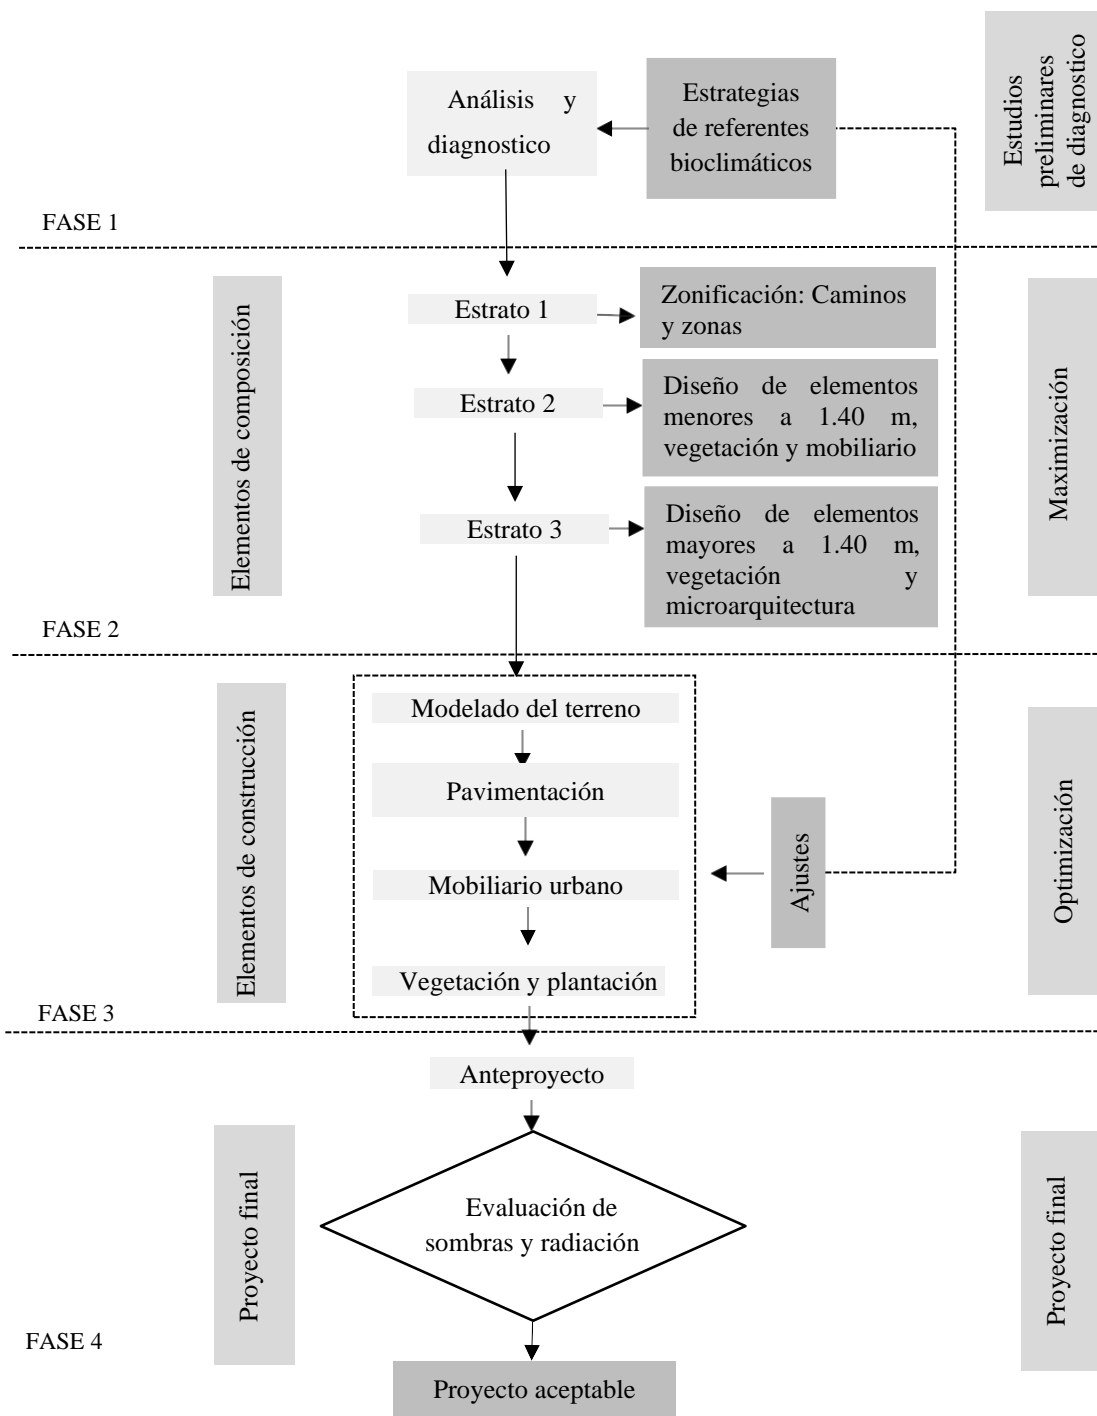 Análisis y
diagnostico
Estrategias
de referentes
bioclimáticos
Estudios
preliminares
de diagnostico
FASE 1
Elementos de composición
Estrato 1
Zonificación: Caminos
y zonas
Estrato 2
Diseño de elementos
menores a 1.40 m,
vegetación y mobiliario
Estrato 3
Diseño de elementos
mayores a 1.40 m,
vegetación y
microarquitectura
Maximización
FASE 2
Elementos de construcción
Modelado del terreno
Pavimentación
Mobiliario urbano
Vegetación y plantación
Ajustes
Optimización
FASE 3
Anteproyecto
Proyecto final
Evaluación de
sombras y radiación
Proyecto final
FASE 4
Proyecto aceptable